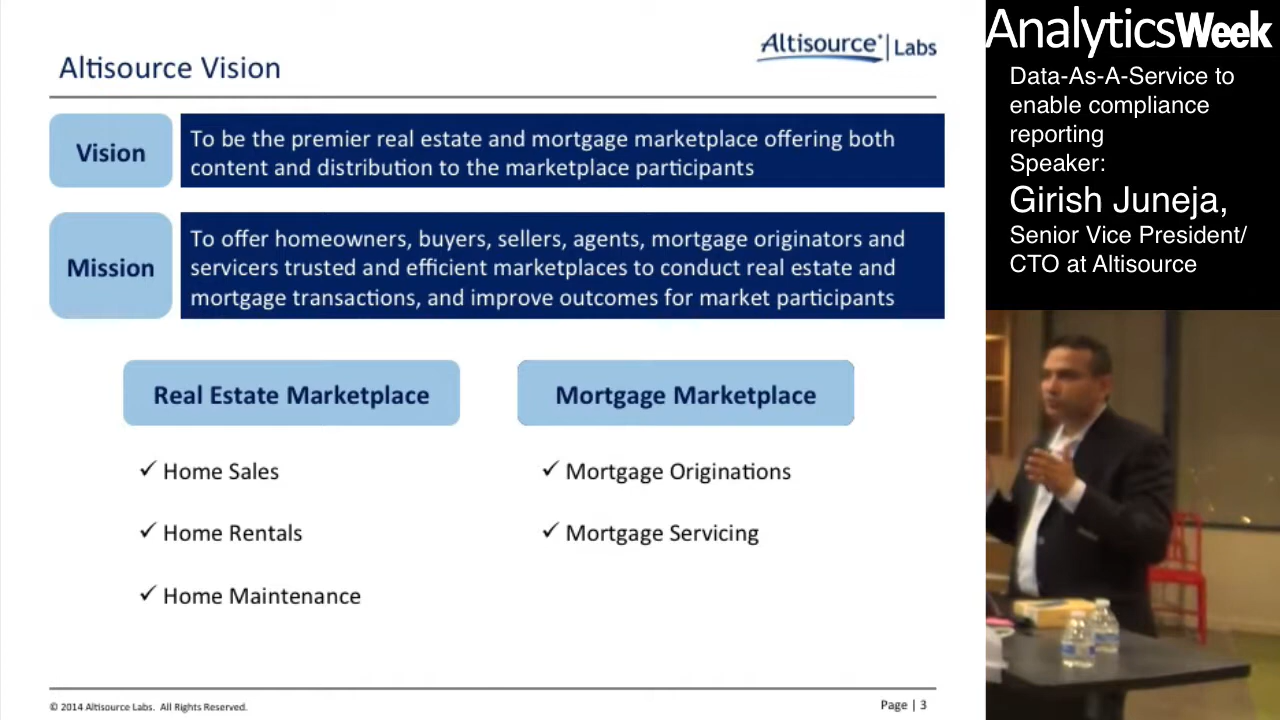 Altisource Vision
Altisource® | Labs
Vision
To be the premier real estate and mortgage marketplace offering both
content and distribution to the marketplace participants
Mission
To offer homeowners, buyers, sellers, agents, mortgage originators and
servicers trusted and efficient marketplaces to conduct real estate and
mortgage transactions, and improve outcomes for market participants
Real Estate Marketplace
✓ Home Sales
✓ Home Rentals
✓ Home Maintenance
Mortgage Marketplace
✓ Mortgage Originations
✓ Mortgage Servicing
© 2014 Altisource Labs. All Rights Reserved.
Page | 3
AnalyticsWeek
Data-As-A-Service to
enable compliance
reporting
Speaker:
Girish Juneja,
Senior Vice President/
CTO at Altisource